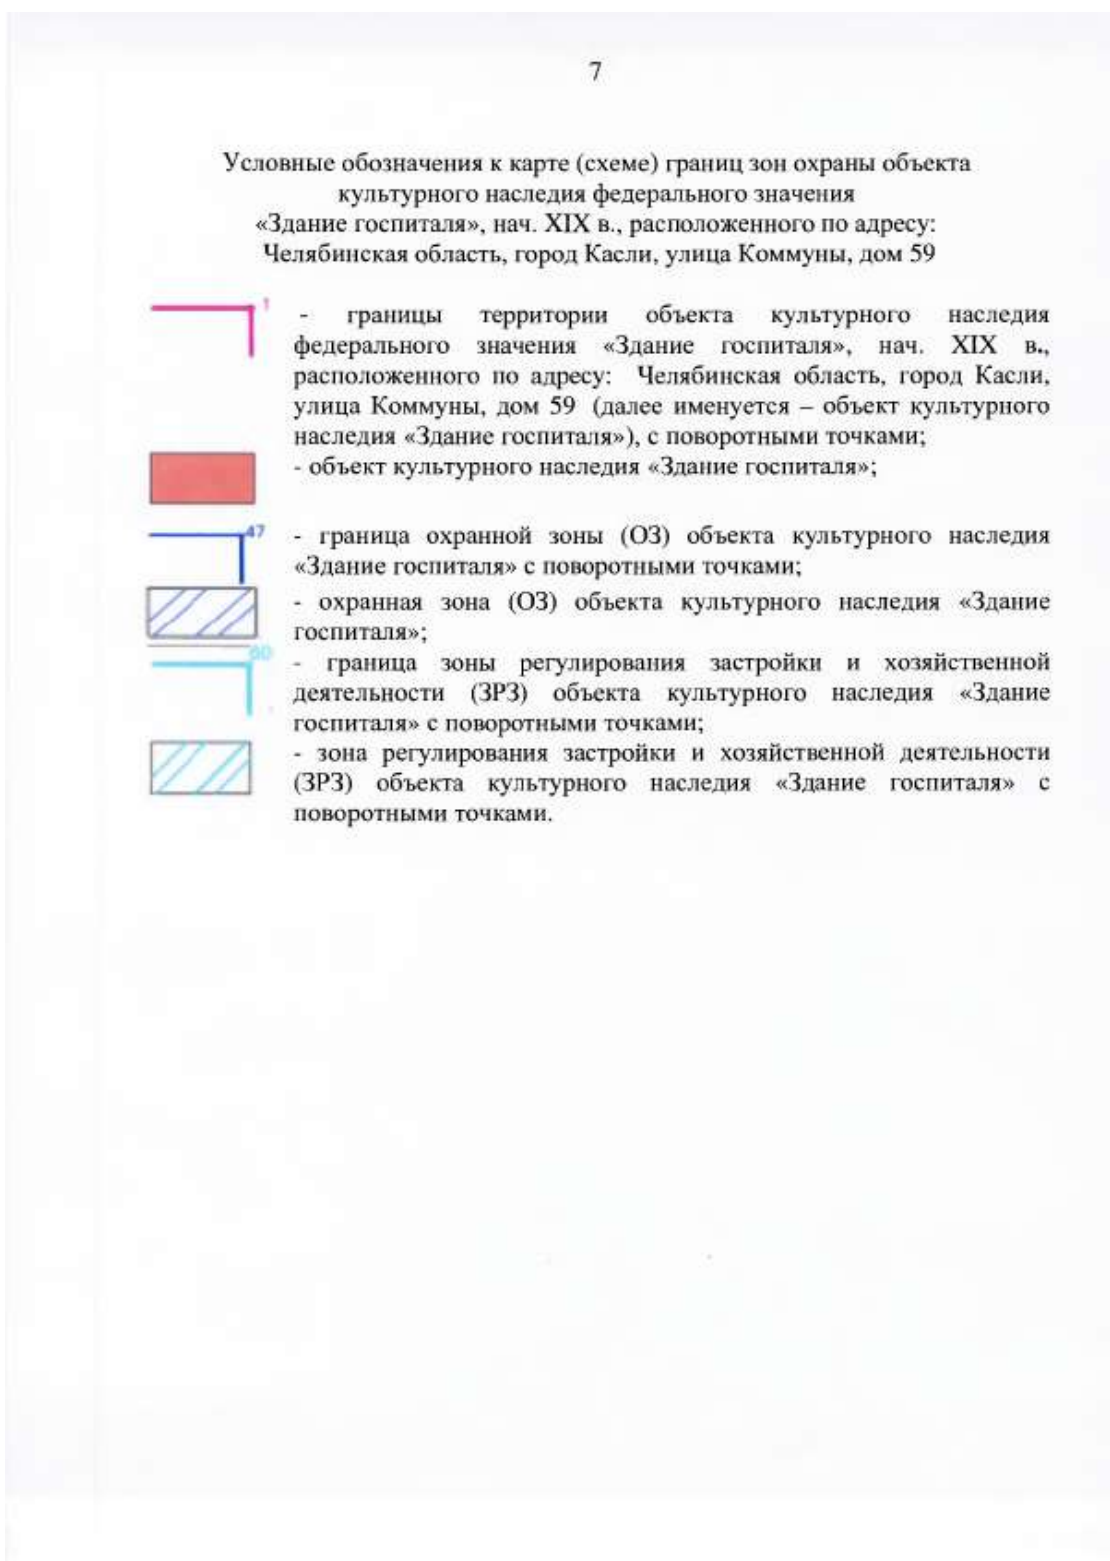 7
Условные обозначения к карте (схеме) границ зон охраны объекта
культурного наследия федерального значения
«Здание госпиталя», нач. XIX в., расположенного по адресу:
Челябинская область, город Касли, улица Коммуны, дом 59
1
- границы территории объекта культурного наследия
федерального значения «Здание госпиталя», нач. XIX в.,
расположенного по адресу: Челябинская область, город Касли,
улица Коммуны, дом 59 (далее именуется – объект культурного
наследия «Здание госпиталя»), с поворотными точками;
- объект культурного наследия «Здание госпиталя»;
47
- граница охранной зоны (ОЗ) объекта культурного наследия
«Здание госпиталя» с поворотными точками;
- охранная зона (ОЗ) объекта культурного наследия «Здание
госпиталя»;
60
- граница зоны регулирования застройки и хозяйственной
деятельности (ЗРЗ) объекта культурного наследия «Здание
госпиталя» с поворотными точками;
- зона регулирования застройки и хозяйственной деятельности
(ЗРЗ) объекта культурного наследия «Здание госпиталя» с
поворотными точками.